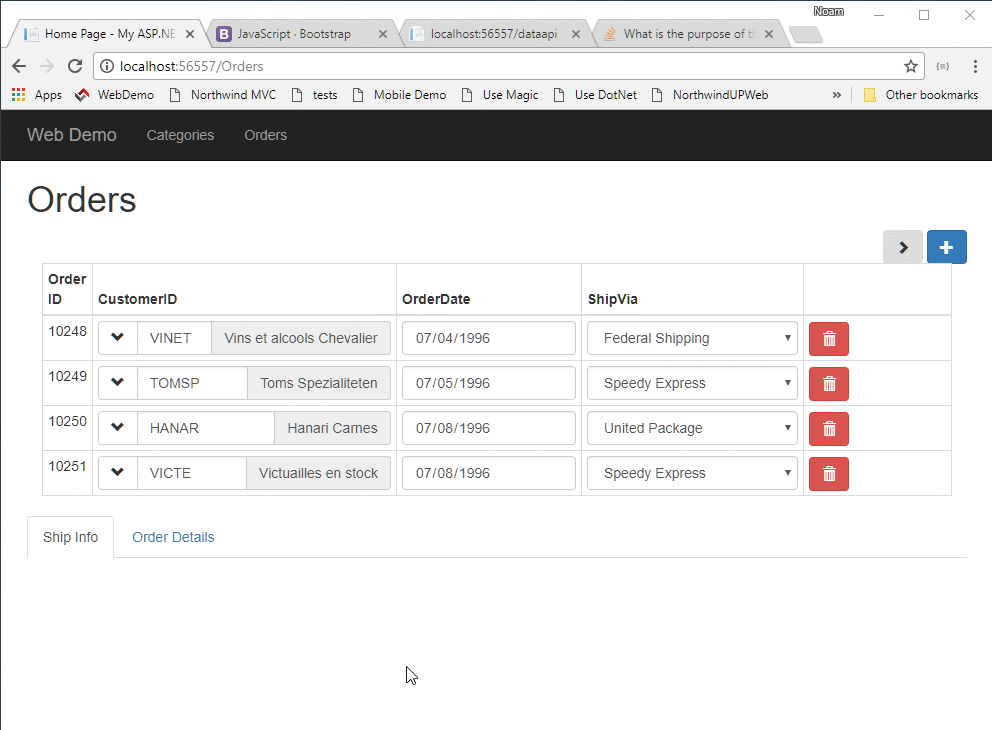 Noam
Home Page - My ASP.NE JavaScript · Bootstrap localhost:56557/dataapi What is the purpose of th
localhost:56557/Orders
Apps WebDemo Northwind MVC tests Mobile Demo Use Magic Use DotNet NorthwindUPWeb » Other bookmarks
Web Demo Categories Orders
Orders
Order ID CustomerID OrderDate ShipVia
10248 VINET Vins et alcools Chevalier 07/04/1996 Federal Shipping
10249 TOMSP Toms Spezialiteten 07/05/1996 Speedy Express
10250 HANAR Hanari Carnes 07/08/1996 United Package
10251 VICTE Victuailles en stock 07/08/1996 Speedy Express
Ship Info Order Details